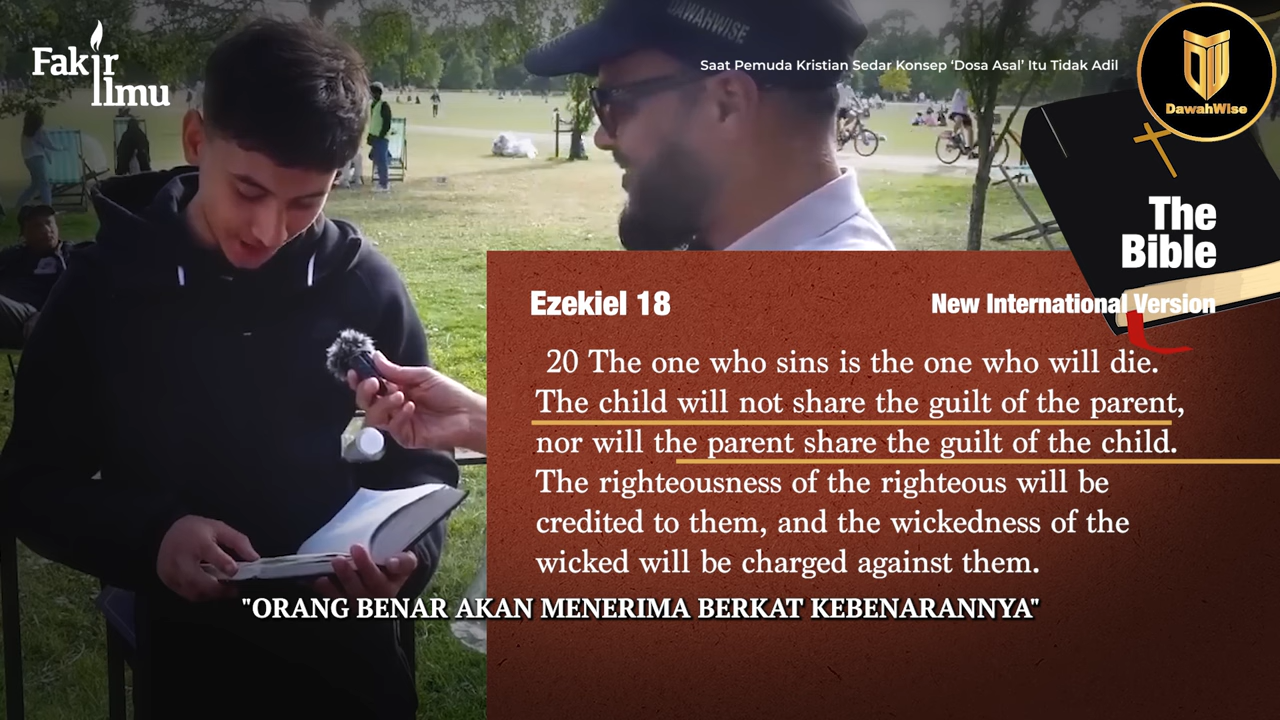 Fakir
Ilmu
DAWAHWISE
Saat Pemuda Kristian Sedar Konsep ‘Dosa Asal’ Itu Tidak Adil
DawahWise
The
Bible
Ezekiel 18
New International Version
20 The one who sins is the one who will die.
The child will not share the guilt of the parent,
nor will the parent share the guilt of the child.
The righteousness of the righteous will be
credited to them, and the wickedness of the
wicked will be charged against them.
"ORANG BENAR AKAN MENERIMA BERKAT KEBENARANNYA"